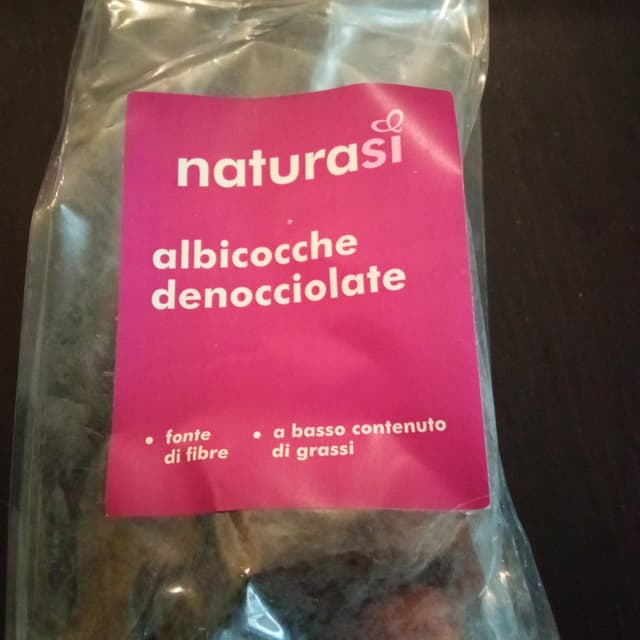 naturasì
albicocche
denocciolate
• fonte
di fibre
• a basso contenuto
di grassi